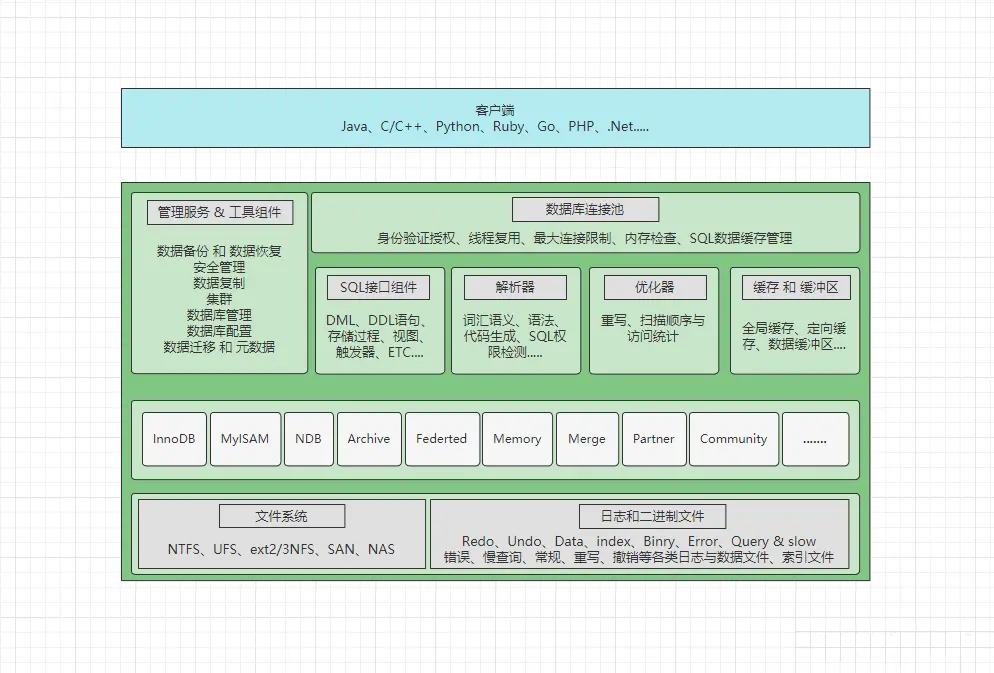 客户端
Java、C/C++、Python、Ruby、Go、PHP、.Net.....
管理服务 & 工具组件
数据备份 和 数据恢复
安全管理
数据复制
集群
数据库管理
数据库配置
数据迁移 和 元数据
数据库连接池
身份验证授权、线程复用、最大连接限制、内存检查、SQL数据缓存管理
SQL接口组件
DML、DDL语句、
存储过程、视图、
触发器、ETC....
解析器
词汇语义、语法、
代码生成、SQL权
限检测.....
优化器
重写、扫描顺序与
访问统计
缓存 和 缓冲区
全局缓存、定向缓
存、数据缓冲区....
InnoDB
MyISAM
NDB
Archive
Federted
Memory
Merge
Partner
Community
.......
文件系统
NTFS、UFS、ext2/3NFS、SAN、NAS
日志和二进制文件
Redo、Undo、Data、index、Binry、Error、Query & slow
错误、慢查询、常规、重写、撤销等各类日志与数据文件、索引文件